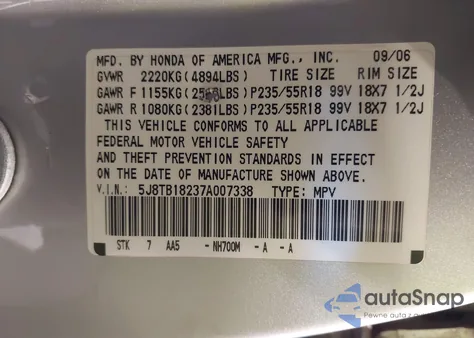 MFD. BY HONDA OF AMERICA MFG., INC. 09/06
GVWR 2220KG(4894LBS) TIRE SIZE RIM SIZE
GAWR F 1155KG( LBS)P235/55R18 99V 18X7 1/2J
GAWR R 1080KG(2381LBS)P235/55R18 99V 18X7 1/2J
THIS VEHICLE CONFORMS TO ALL APPLICABLE
FEDERAL MOTOR VEHICLE SAFETY
AND THEFT PREVENTION STANDARDS IN EFFECT
ON THE DATE OF MANUFACTURE SHOWN ABOVE.
V.I.N.: 5J8TB18237A007338 TYPE: MPV
STK 7 AA5 -NH700M -A -A
autoSnap
Pewne auta z